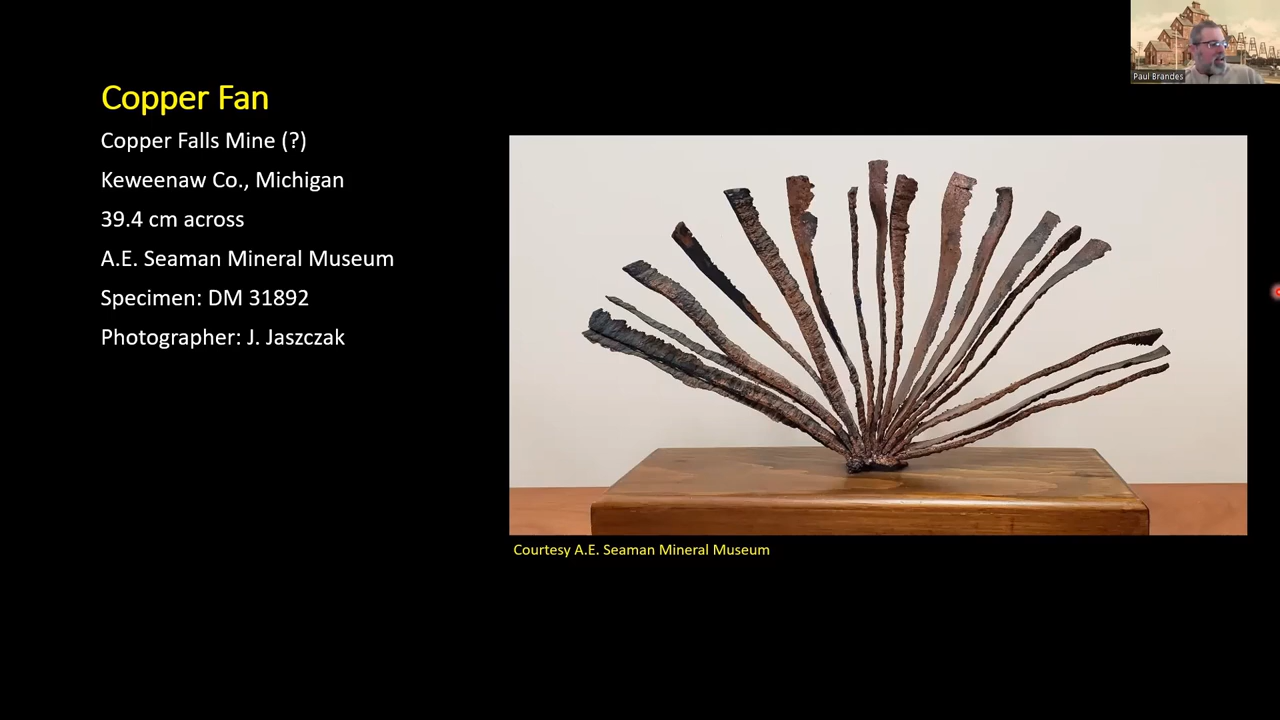 Copper Fan
Copper Falls Mine (?)
Keweenaw Co., Michigan
39.4 cm across
A.E. Seaman Mineral Museum
Specimen: DM 31892
Photographer: J. Jaszczak
Courtesy A.E. Seaman Mineral Museum
Paul Brandes